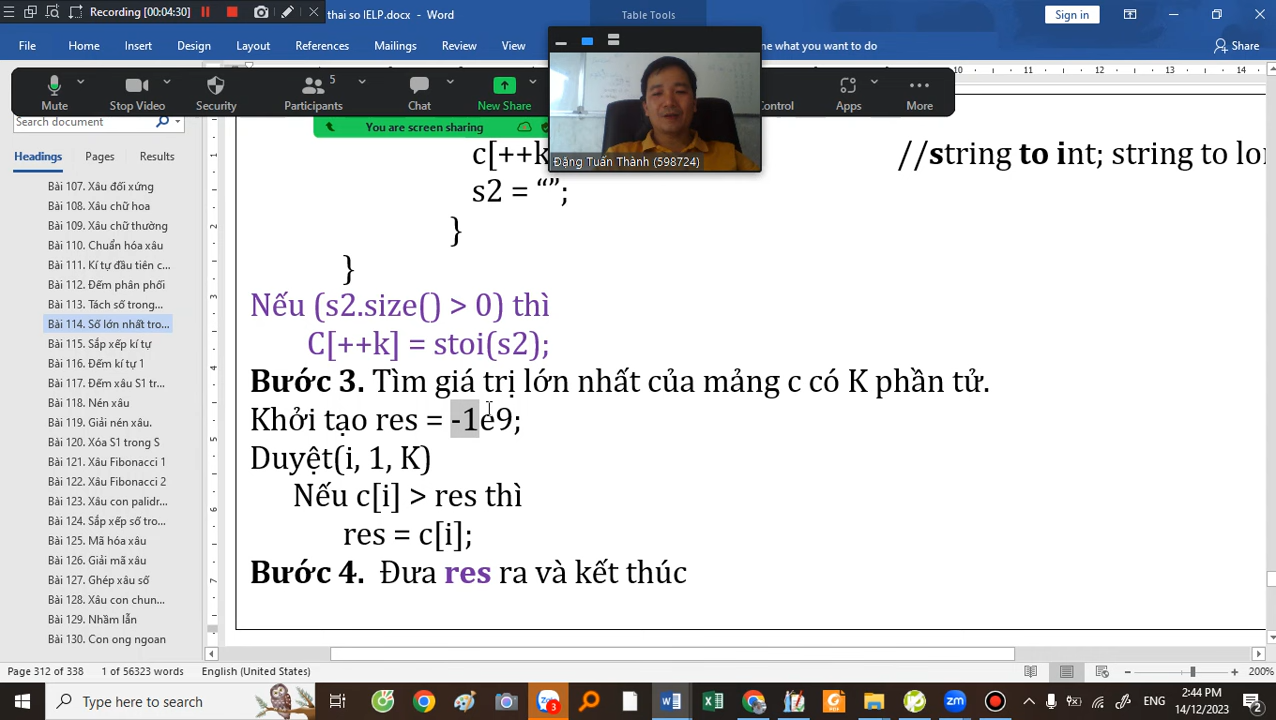 Recording [00:04:30]
thai so IELP.docx
Table Tools
Sign in
File
Home
Insert
Design
Layout
References
Mailings
Review
View
me what you want to do
Share
Mute
Stop Video
Security
Participants
5
Chat
New Share
Apps
More
You are screen sharing
Đặng Tuấn Thành (598724)
Search document
Headings
Pages
Results
Bài 107. Xâu đối xứng
Bài 108. Xâu chữ hoa
Bài 109. Xâu chữ thường
Bài 110. Chuẩn hóa xâu
Bài 111. Kí tự đầu tiên c...
Bài 112. Đếm phân phối
Bài 113. Tách số trong...
Bài 114. Số lớn nhất tro...
Bài 115. Sắp xếp kí tự
Bài 116. Đếm kí tự 1
Bài 117. Đếm xâu S1 tr...
Bài 118. Nén xâu
Bài 119. Giải nén xâu.
Bài 120. Xóa S1 trong S
Bài 121. Xâu Fibonacci 1
Bài 122. Xâu Fibonacci 2
Bài 123. Xâu con palidr...
Bài 124. Sắp xếp số tro...
Bài 125. Mã hóa xâu
Bài 126. Giải mã xâu
Bài 127. Ghép xâu số
Bài 128. Xâu con chun...
Bài 129. Nhầm lẫn
Bài 130. Con ong ngoan
c[++k //string to int; string to lon
s2 = “”;
}
}
Nếu (s2.size() > 0) thì
C[++k] = stoi(s2);
Bước 3. Tìm giá trị lớn nhất của mảng c có K phần tử.
Khởi tạo res = -1e9;
Duyệt(i, 1, K)
Nếu c[i] > res thì
res = c[i];
Bước 4. Đưa res ra và kết thúc
Page 312 of 338
1 of 56323 words
English (United States)
200%
Type here to search
ENG
2:44 PM
14/12/2023